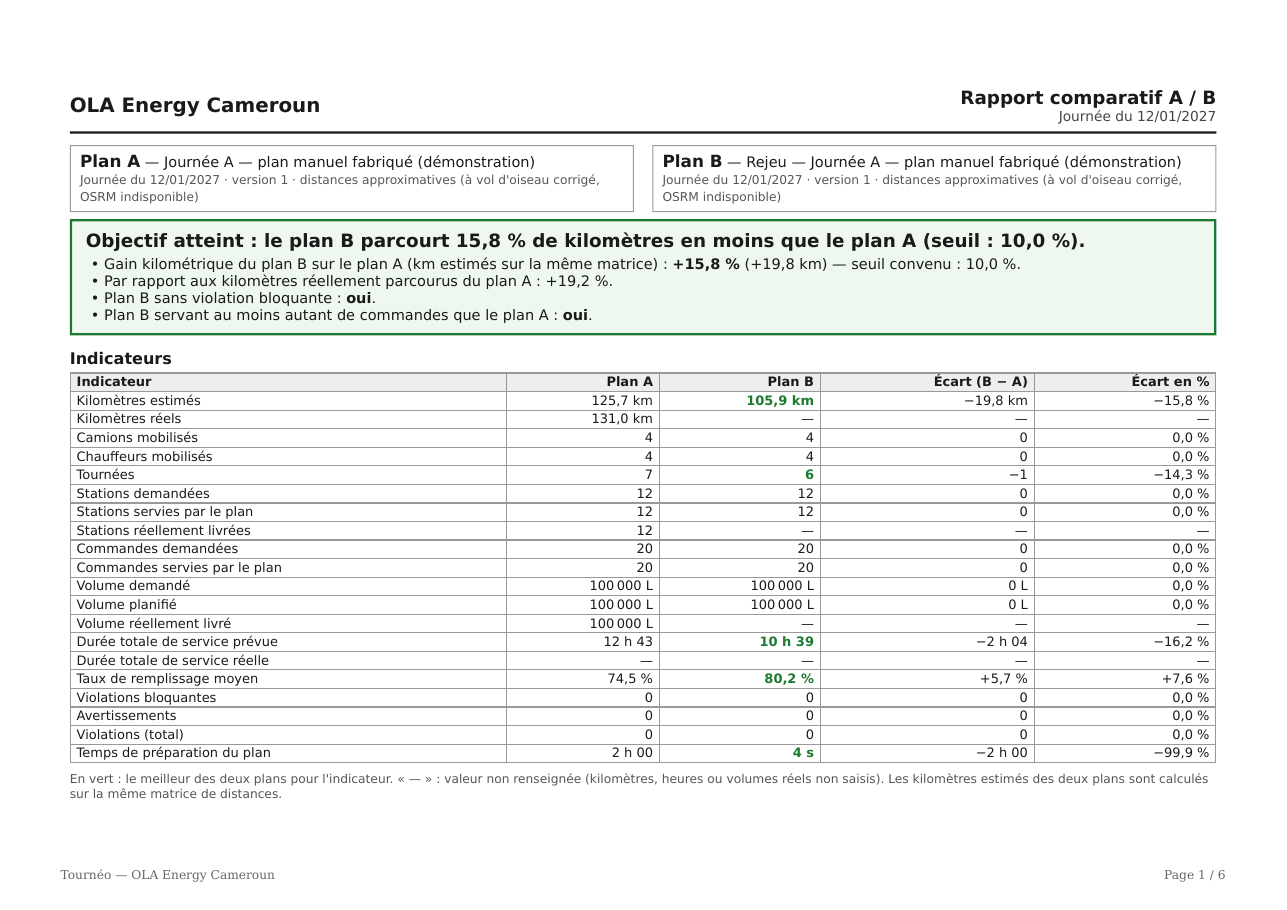 OLA Energy Cameroun
Rapport comparatif A / B
Journée du 12/01/2027
Plan A — Journée A — plan manuel fabriqué (démonstration)
Journée du 12/01/2027 · version 1 · distances approximatives (à vol d'oiseau corrigé,
OSRM indisponible)
Plan B — Rejeu — Journée A — plan manuel fabriqué (démonstration)
Journée du 12/01/2027 · version 1 · distances approximatives (à vol d'oiseau corrigé,
OSRM indisponible)
Objectif atteint : le plan B parcourt 15,8 % de kilomètres en moins que le plan A (seuil : 10,0 %).
• Gain kilométrique du plan B sur le plan A (km estimés sur la même matrice) : +15,8 % (+19,8 km) — seuil convenu : 10,0 %.
• Par rapport aux kilomètres réellement parcourus du plan A : +19,2 %.
• Plan B sans violation bloquante : oui.
• Plan B servant au moins autant de commandes que le plan A : oui.
Indicateurs
Indicateur Plan A Plan B Écart (B − A) Écart en %
Kilomètres estimés 125,7 km 105,9 km −19,8 km −15,8 %
Kilomètres réels 131,0 km — — —
Camions mobilisés 4 4 0 0,0 %
Chauffeurs mobilisés 4 4 0 0,0 %
Tournées 7 6 −1 −14,3 %
Stations demandées 12 12 0 0,0 %
Stations servies par le plan 12 12 0 0,0 %
Stations réellement livrées 12 — — —
Commandes demandées 20 20 0 0,0 %
Commandes servies par le plan 20 20 0 0,0 %
Volume demandé 100 000 L 100 000 L 0 L 0,0 %
Volume planifié 100 000 L 100 000 L 0 L 0,0 %
Volume réellement livré 100 000 L — — —
Durée totale de service prévue 12 h 43 10 h 39 −2 h 04 −16,2 %
Durée totale de service réelle — — — —
Taux de remplissage moyen 74,5 % 80,2 % +5,7 % +7,6 %
Violations bloquantes 0 0 0 0,0 %
Avertissements 0 0 0 0,0 %
Violations (total) 0 0 0 0,0 %
Temps de préparation du plan 2 h 00 4 s −2 h 00 −99,9 %
En vert : le meilleur des deux plans pour l'indicateur. « — » : valeur non renseignée (kilomètres, heures ou volumes réels non saisis). Les kilomètres estimés des deux plans sont calculés
sur la même matrice de distances.
Tournéo — OLA Energy Cameroun
Page 1 / 6